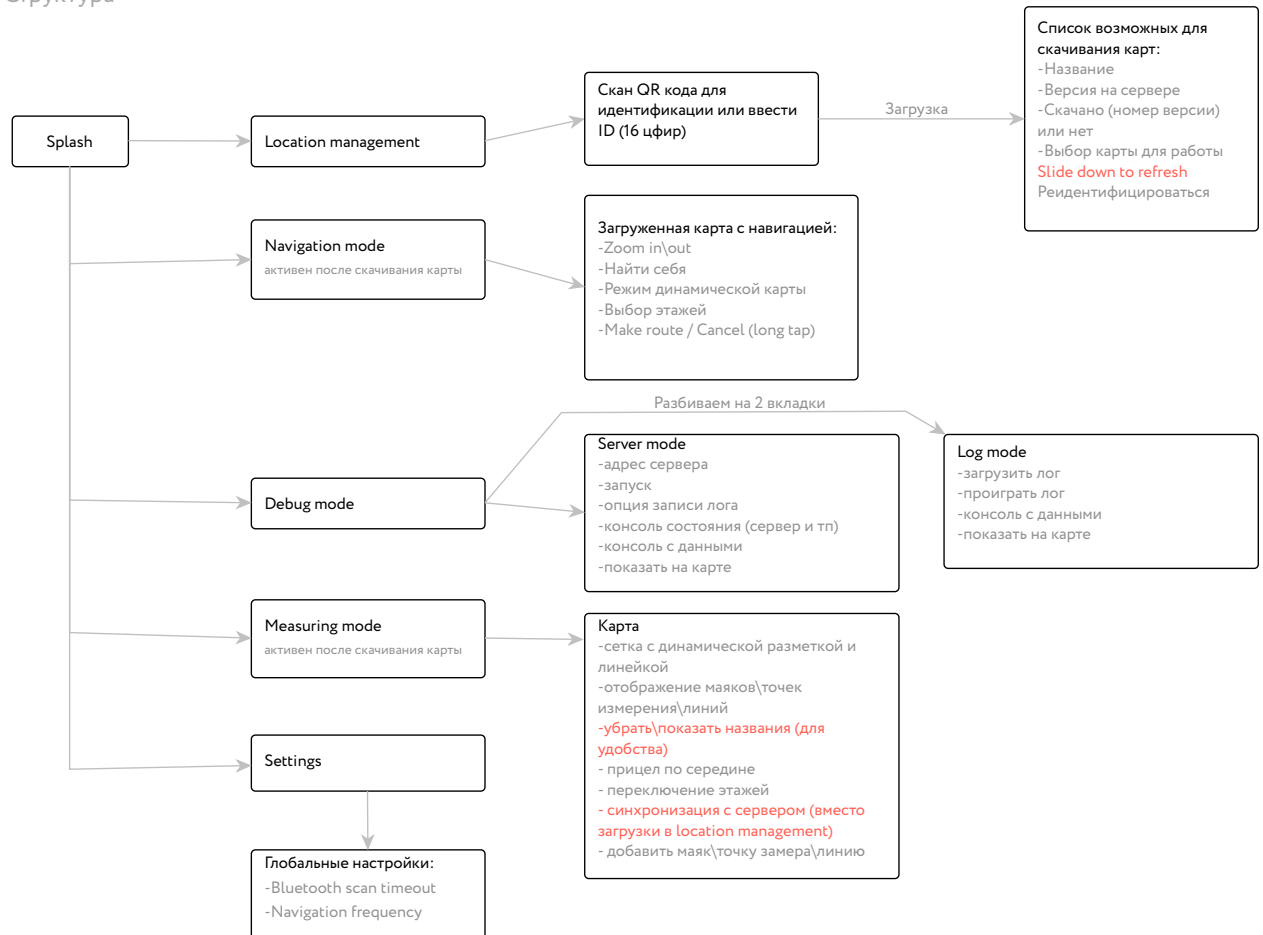 Структура
Splash
Location management
Скан QR кода для
идентификации или ввести
ID (16 цфир)
Загрузка
Список возможных для
скачивания карт:
-Название
-Версия на сервере
-Скачано (номер версии)
или нет
-Выбор карты для работы
Slide down to refresh
Реидентифицироваться
Navigation mode
активен после скачивания карты
Загруженная карта с навигацией:
-Zoom in\out
-Найти себя
-Режим динамической карты
-Выбор этажей
-Make route / Cancel (long tap)
Разбиваем на 2 вкладки
Debug mode
Server mode
-адрес сервера
-запуск
-опция записи лога
-консоль состояния (сервер и тп)
-консоль с данными
-показать на карте
Log mode
-загрузить лог
-проиграть лог
-консоль с данными
-показать на карте
Measuring mode
активен после скачивания карты
Карта
-сетка с динамической разметкой и
линейкой
-отображение маяков\точек
измерения\линий
-убрать\показать названия (для
удобства)
- прицел по середине
- переключение этажей
- синхронизация с сервером (вместо
загрузки в location management)
- добавить маяк\точку замера\линию
Settings
Глобальные настройки:
-Bluetooth scan timeout
-Navigation frequency